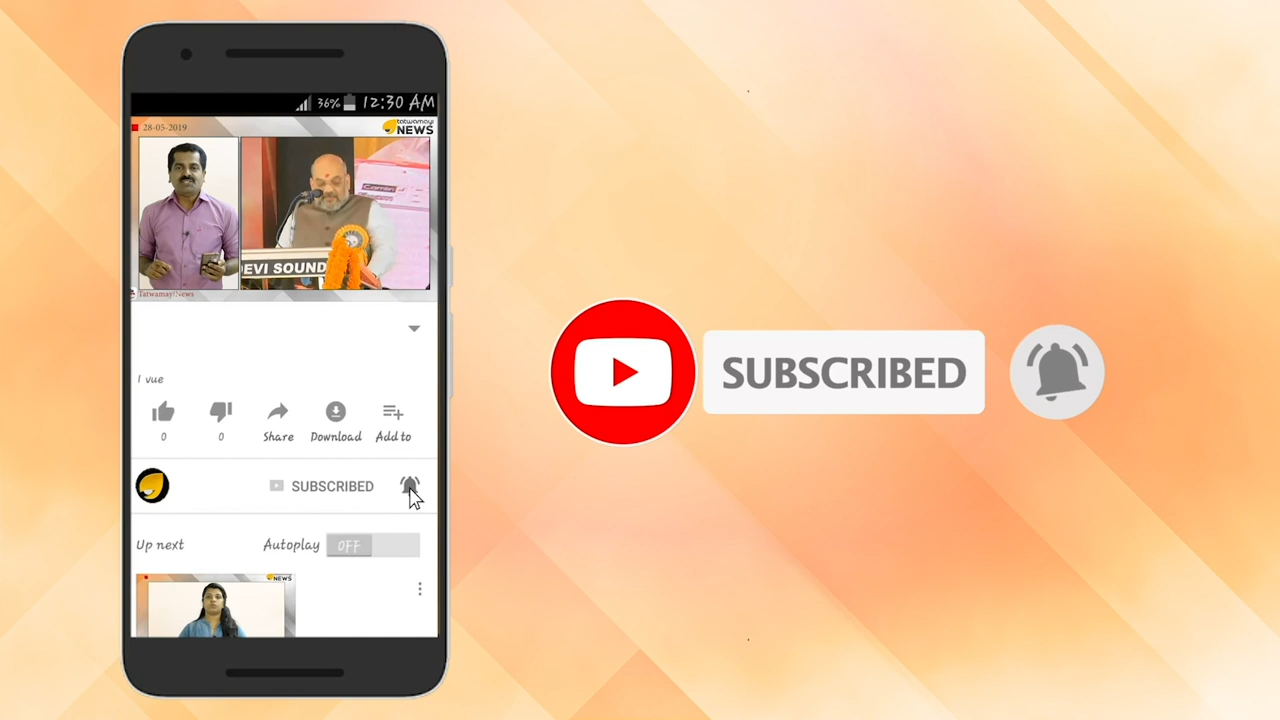 36% 12:30 AM
28-05-2019
tatwamayi
NEWS
DEVI SOUND
TatwamayiNews
1 vue
0 0 Share Download Add to
SUBSCRIBED
Up next Autoplay OFF
NEWS
SUBSCRIBED